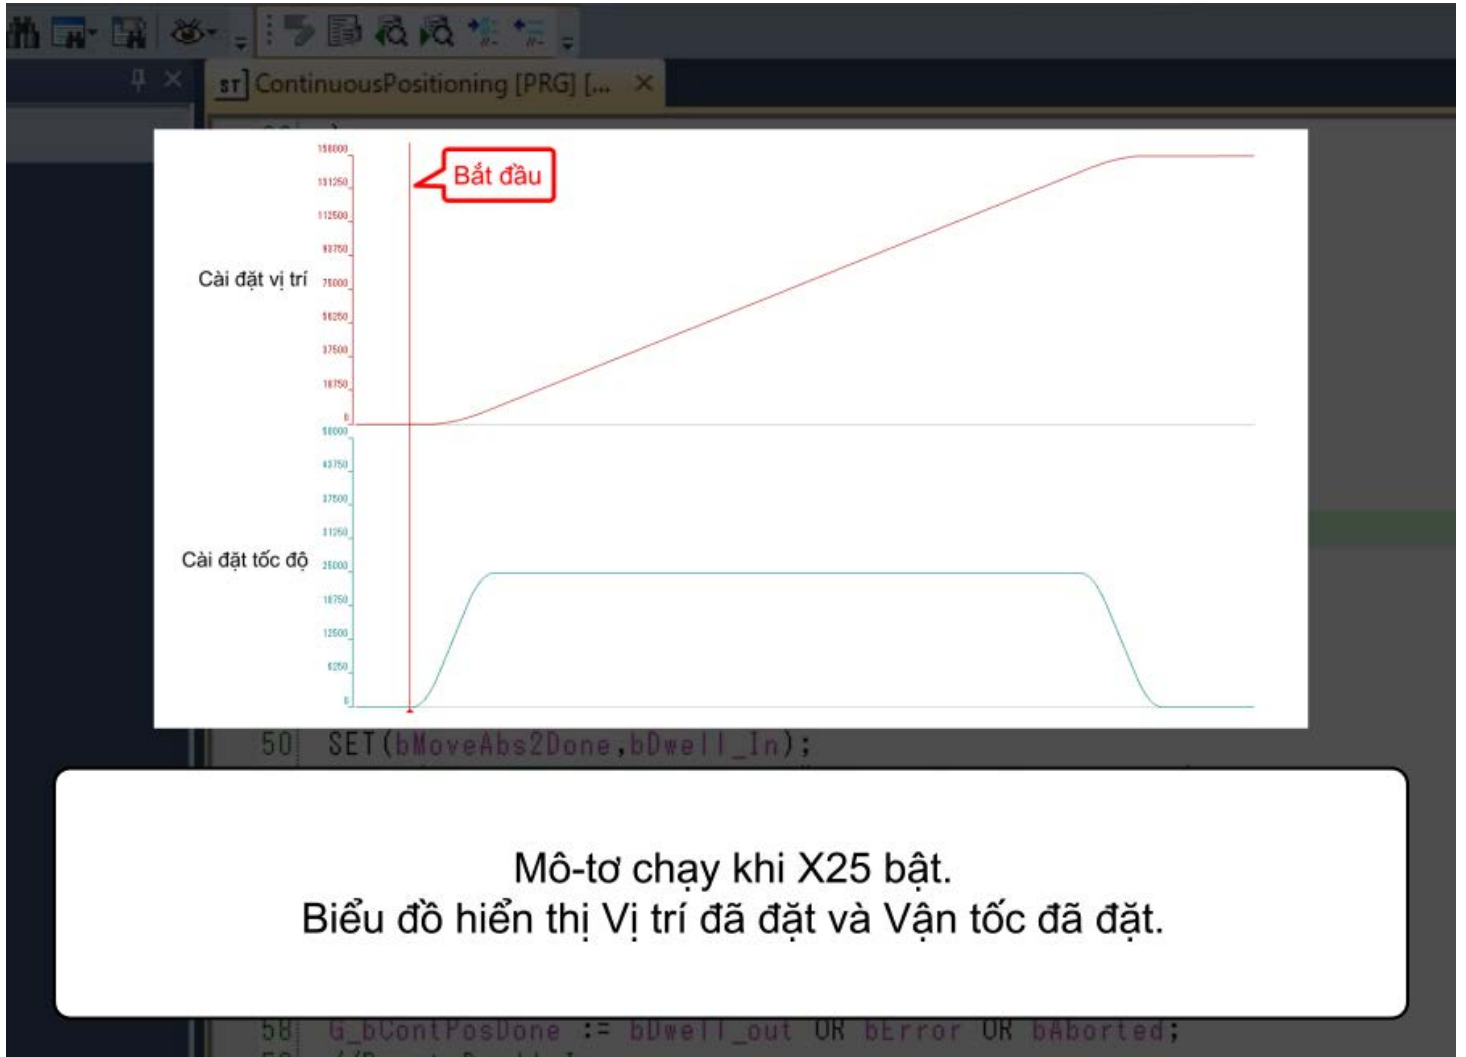 ST ContinuousPositioning [PRG] [...
150000
131250
112500
93750
75000
56250
37500
18750
0
Bắt đầu
Cài đặt vị trí
50000
43750
37500
31250
25000
18750
12500
6250
0
Cài đặt tốc độ
50 SET(bMoveAbs2Done,bDwell_In);
Mô-tơ chạy khi X25 bật.
Biểu đồ hiển thị Vị trí đã đặt và Vận tốc đã đặt.
58 G_bContPosDone := bDwell_out OR bError OR bAborted;